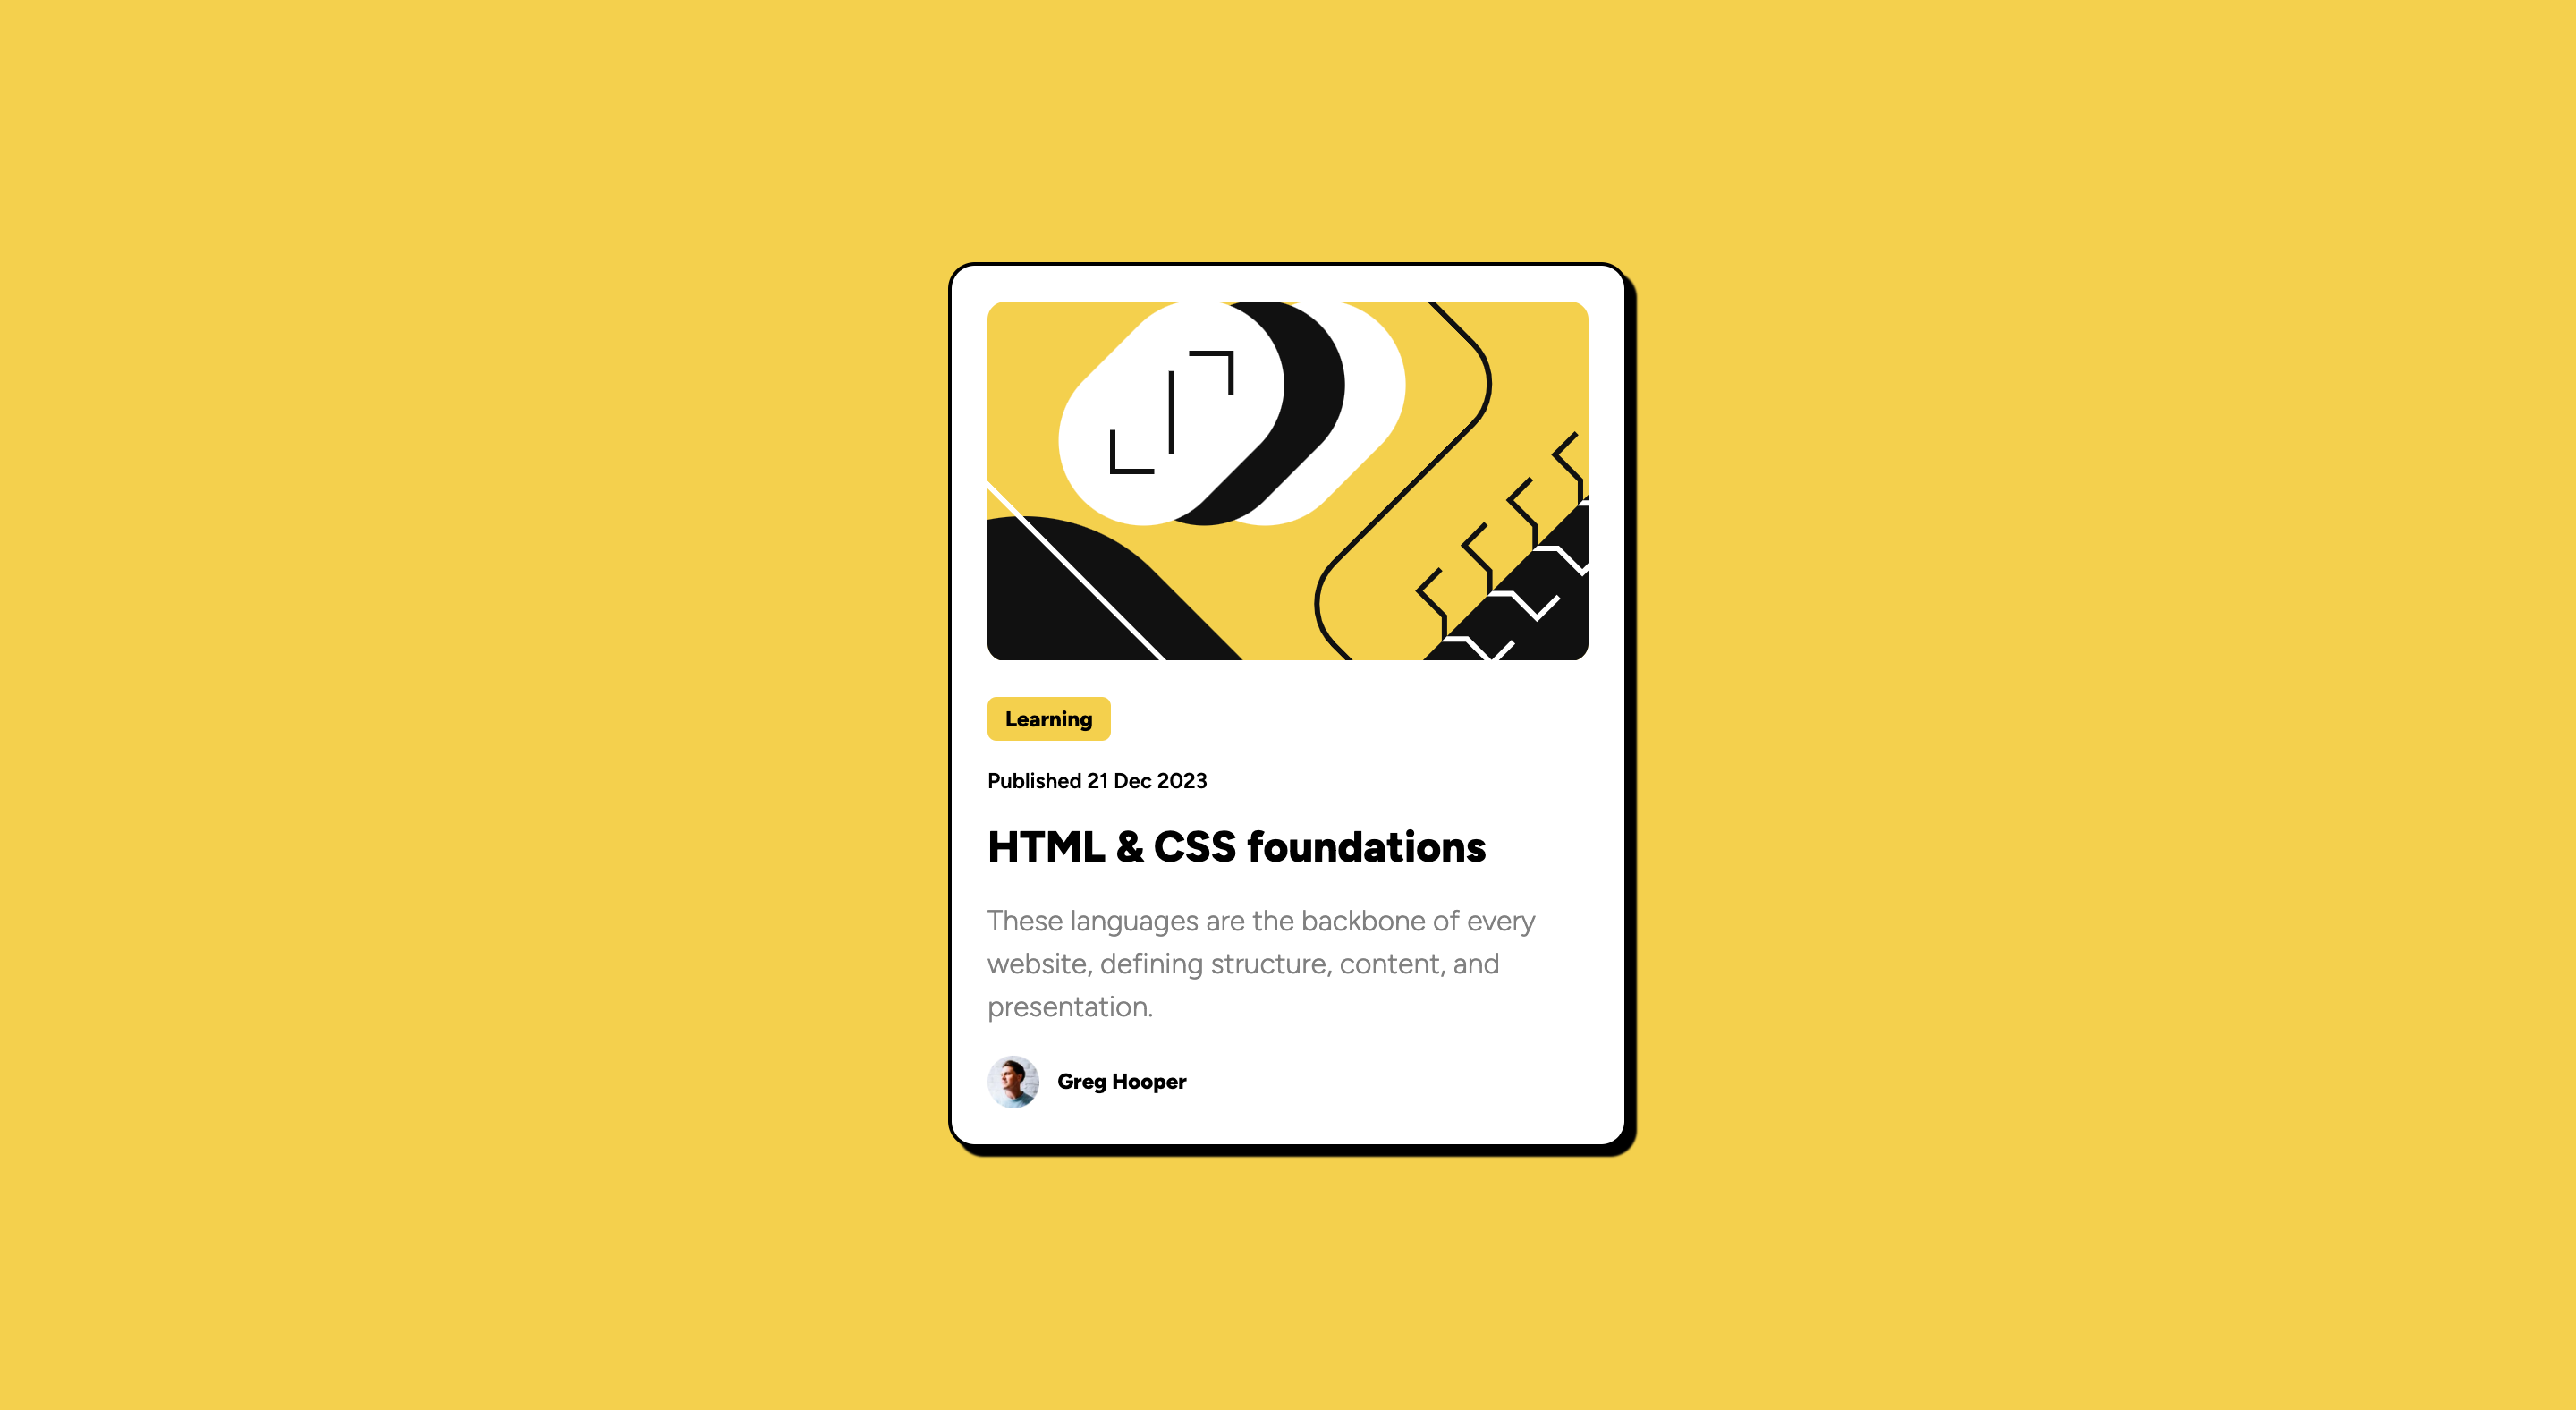 Learning
Published 21 Dec 2023
HTML & CSS foundations
These languages are the backbone of every
website, defining structure, content, and
presentation.
Greg Hooper